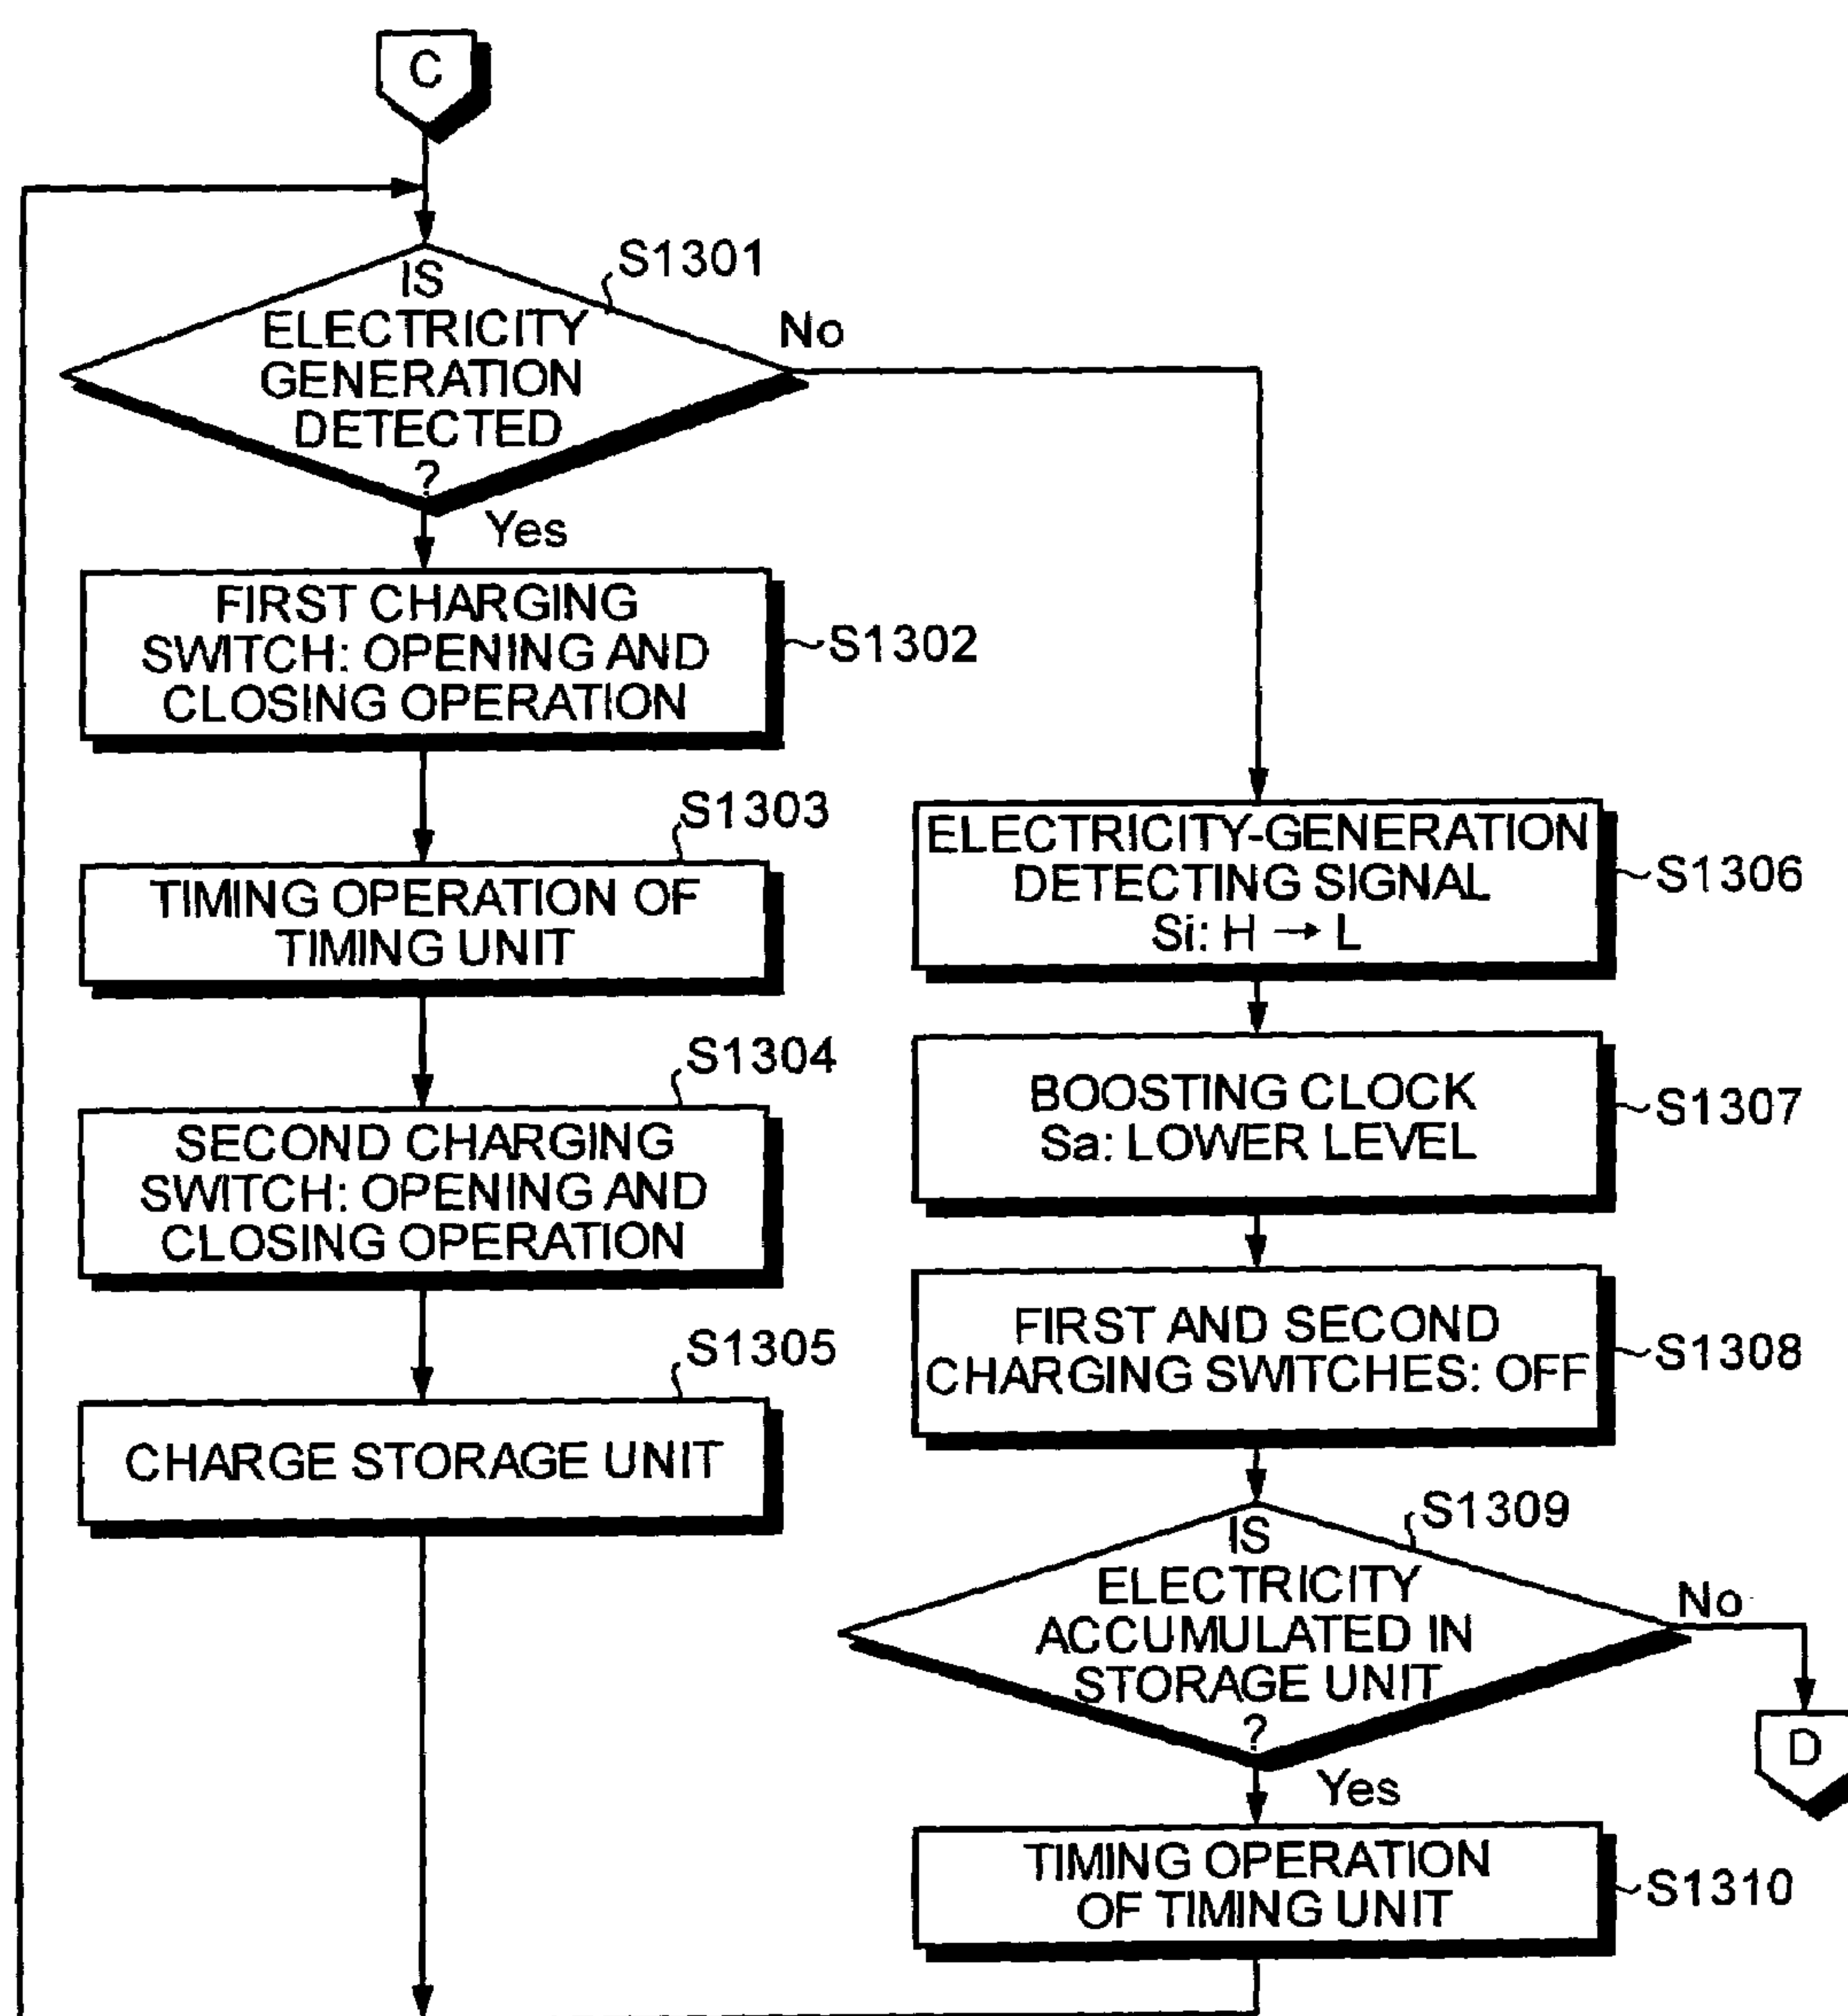 C
S1301
IS
ELECTRICITY
GENERATION
DETECTED
?
No
Yes
FIRST CHARGING
SWITCH: OPENING AND
CLOSING OPERATION
S1302
S1303
TIMING OPERATION OF
TIMING UNIT
S1304
SECOND CHARGING
SWITCH: OPENING AND
CLOSING OPERATION
S1305
CHARGE STORAGE UNIT
ELECTRICITY-GENERATION
DETECTING SIGNAL
Si: H → L
S1306
BOOSTING CLOCK
Sa: LOWER LEVEL
S1307
FIRST AND SECOND
CHARGING SWITCHES: OFF
S1308
S1309
IS
ELECTRICITY
ACCUMULATED IN
STORAGE UNIT
?
No
D
Yes
TIMING OPERATION
OF TIMING UNIT
S1310